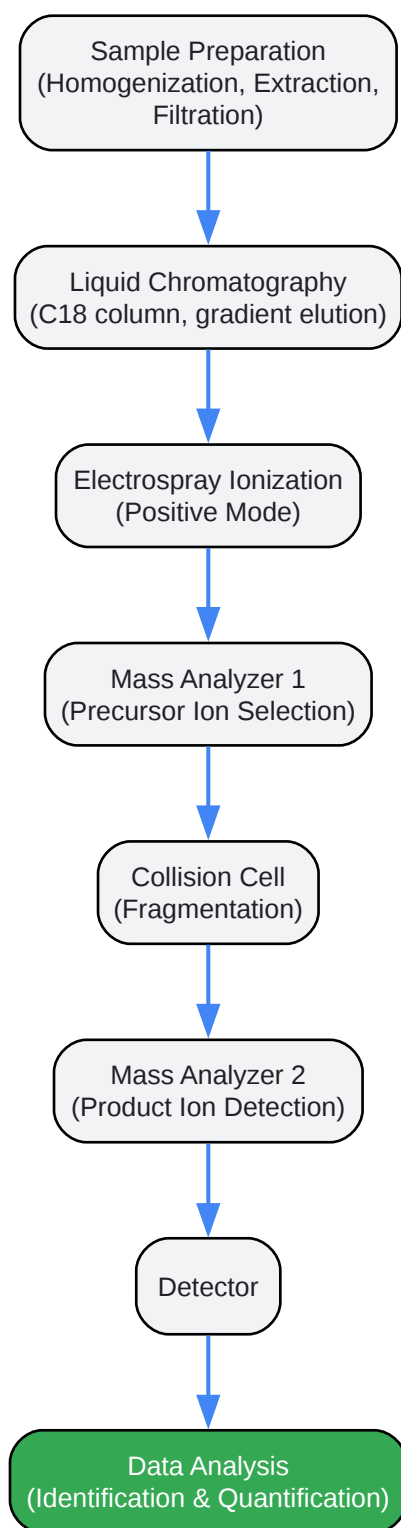 Sample Preparation
(Homogenization, Extraction,
Filtration)
Liquid Chromatography
(C18 column, gradient elution)
Electrospray Ionization
(Positive Mode)
Mass Analyzer 1
(Precursor Ion Selection)
Collision Cell
(Fragmentation)
Mass Analyzer 2
(Product Ion Detection)
Detector
Data Analysis
(Identification & Quantification)